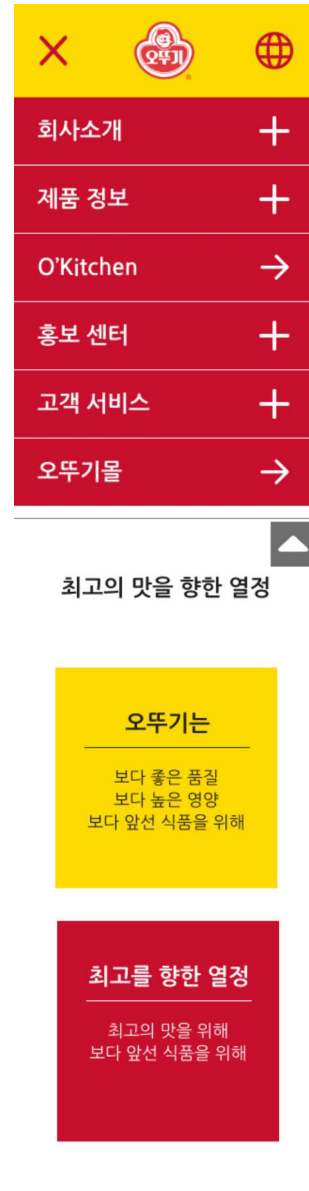 오뚜기
회사소개
제품 정보
O'Kitchen
홍보 센터
고객 서비스
오뚜기몰
최고의 맛을 향한 열정
오뚜기는
보다 좋은 품질
보다 높은 영양
보다 앞선 식품을 위해
최고를 향한 열정
최고의 맛을 위해
보다 앞선 식품을 위해